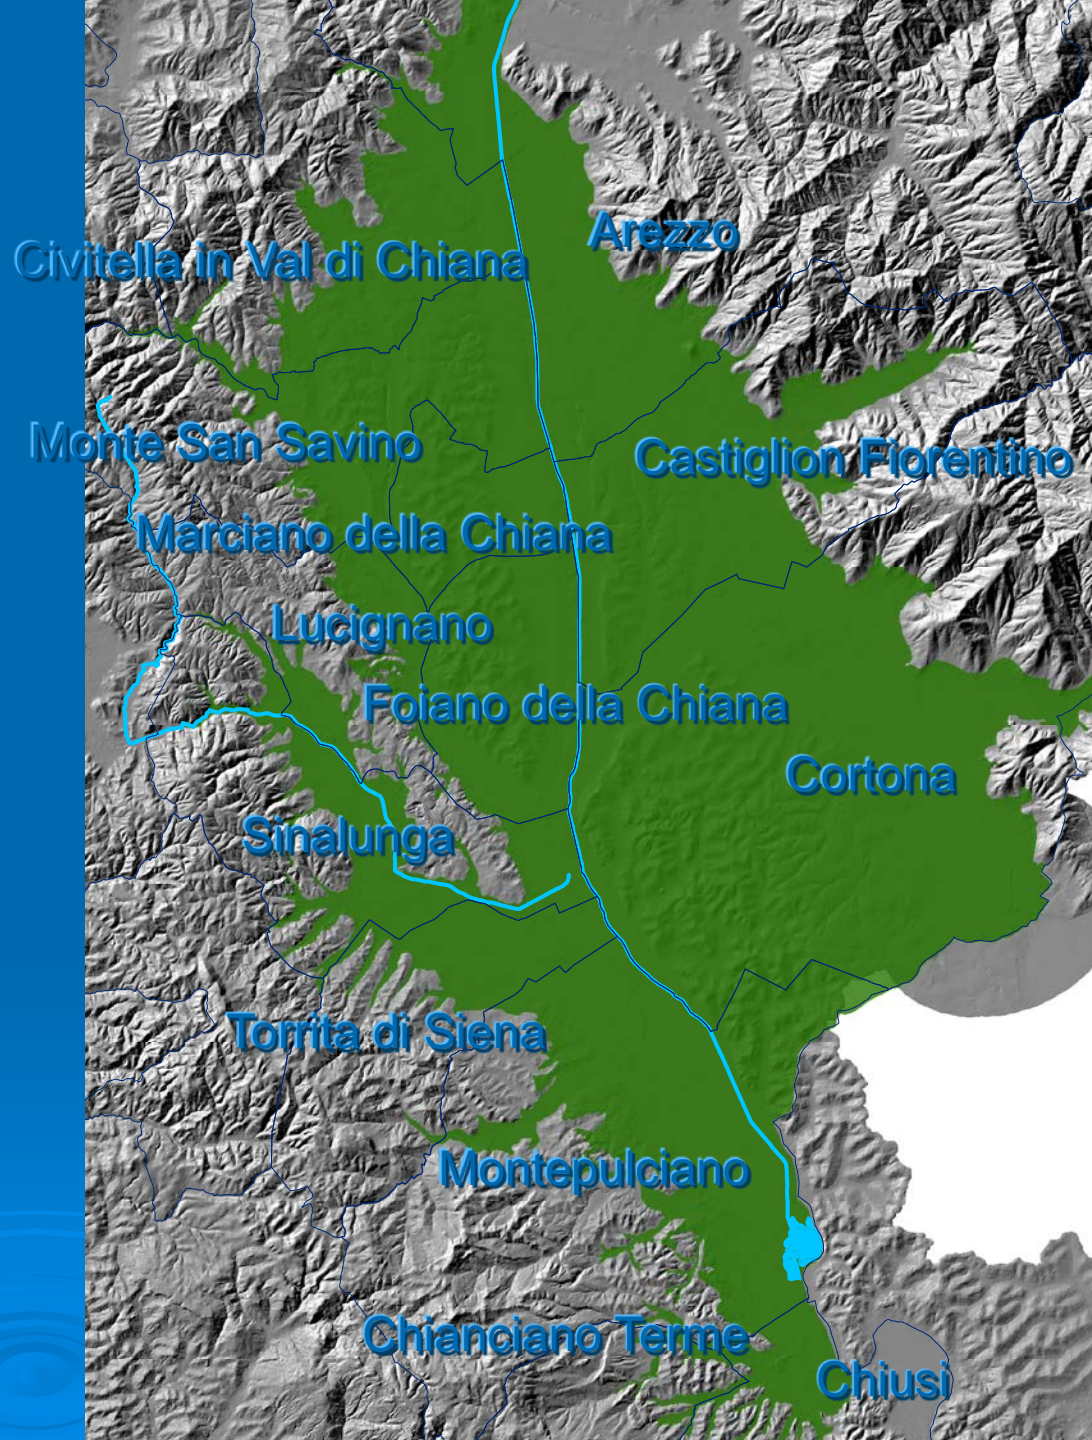 Arezzo
Civitella in Val di Chiana
Monte San Savino
Castiglion Fiorentino
Marciano della Chiana
Lucignano
Foiano della Chiana
Cortona
Sinalunga
Torrita di Siena
Montepulciano
Chianciano Terme
Chiusi